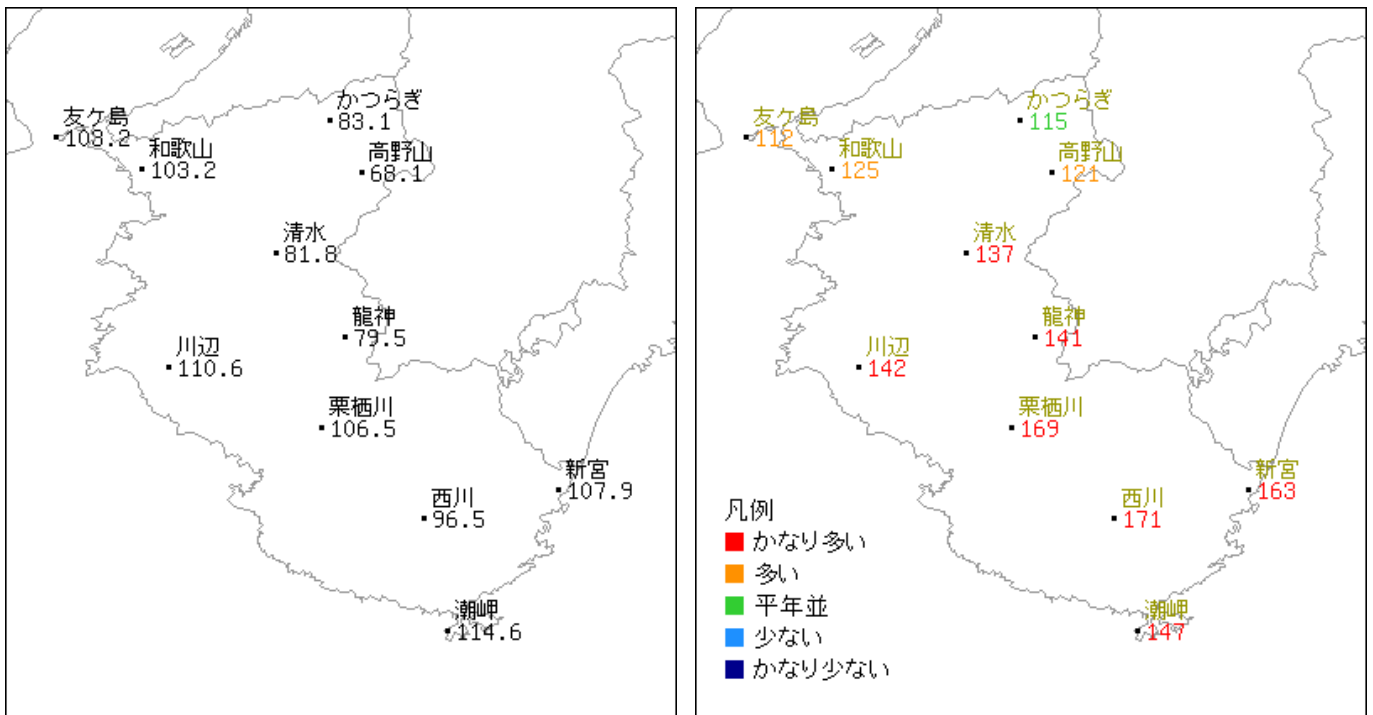 かつらぎ
83.1
友ケ島
103.2
和歌山
103.2
高野山
68.1
清水
81.8
龍神
79.5
川辺
110.6
栗栖川
106.5
新宮
107.9
西川
96.5
潮岬
114.6
かつらぎ
115
友ケ島
112
和歌山
125
高野山
121
清水
137
龍神
141
川辺
142
栗栖川
169
新宮
163
西川
171
潮岬
147
凡例
かなり多い
多い
平年並
少ない
かなり少ない